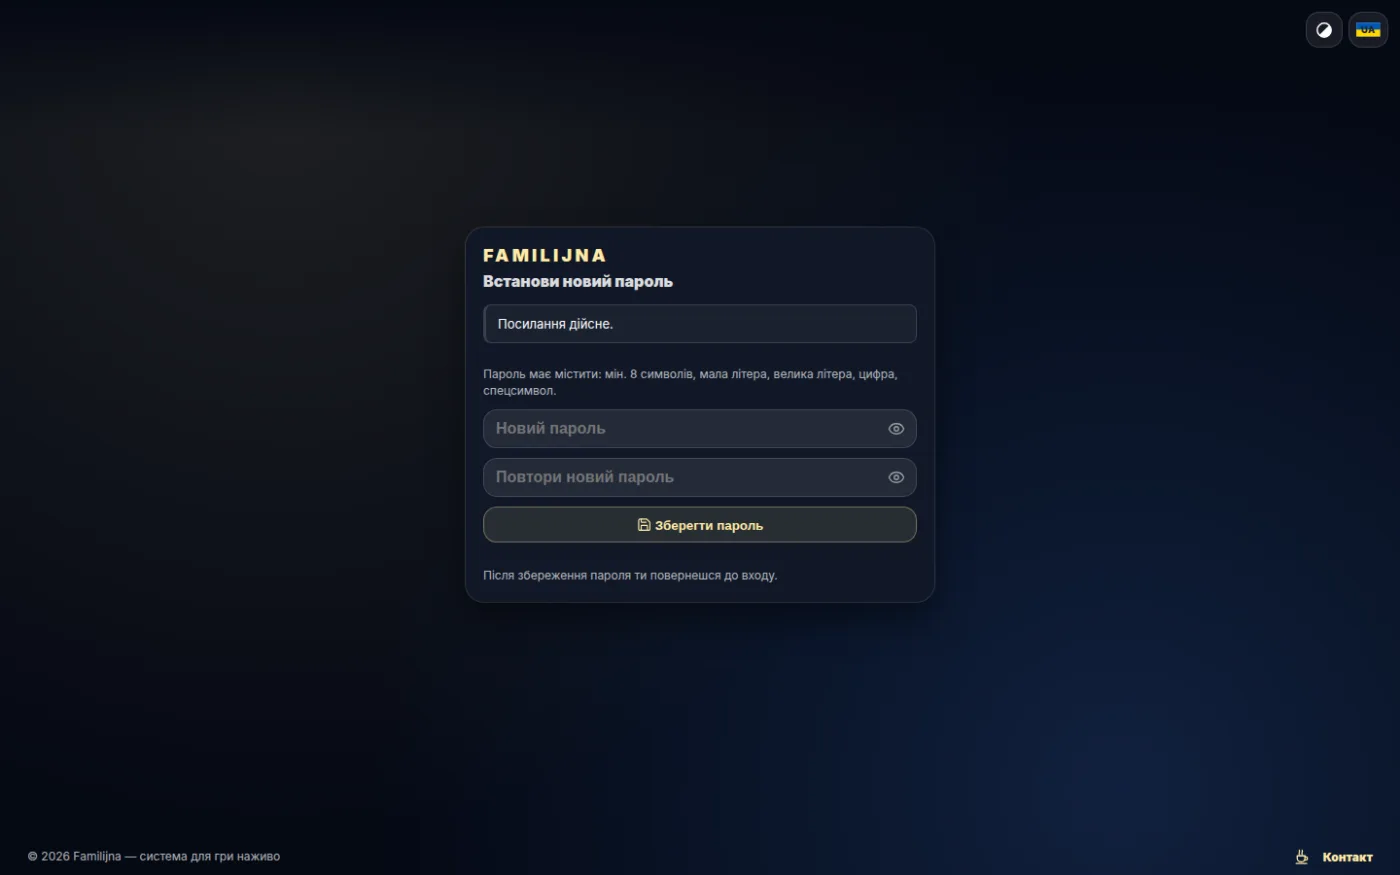 UA
FAMILIJNA
Встанови новий пароль
Посилання дійсне.
Пароль має містити: мін. 8 символів, мала літера, велика літера, цифра,
спецсимвол.
Новий пароль
Повтори новий пароль
Зберегти пароль
Після збереження пароля ти повернешся до входу.
© 2026 Familijna — система для гри наживо
Контакт